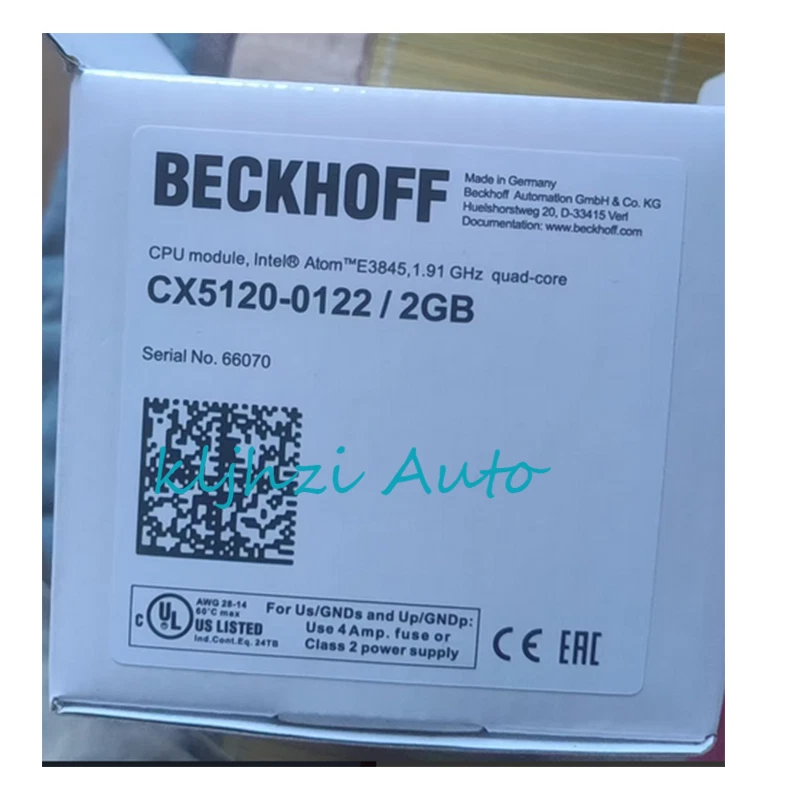 BECKHOFF
Made in Germany
Beckhoff Automation GmbH & Co. KG
Huelshorstweg 20, D-33415 Verl
Documentation: www.beckhoff.com
CPU module, Intel® Atom™E3845,1.91 GHz quad-core
CX5120-0122 / 2GB
Serial No. 66070
kljhzi Auto
C UL
AWG 28-14
60°C max
US LISTED
Ind.Cont.Eq. 24TB
For Us/GNDs and Up/GNDp:
Use 4 Amp. fuse or
Class 2 power supply
CE EAC